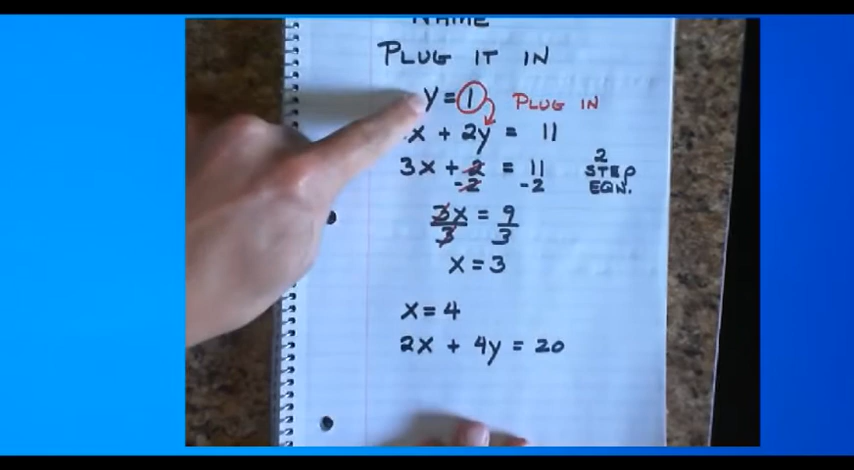 NAME
PLUG IT IN
y = 1 PLUG IN
x + 2y = 11
3x + 2 = 11
-2 -2
2 STEP EQN.
3x = 9
3 3
x = 3
x = 4
2x + 4y = 20